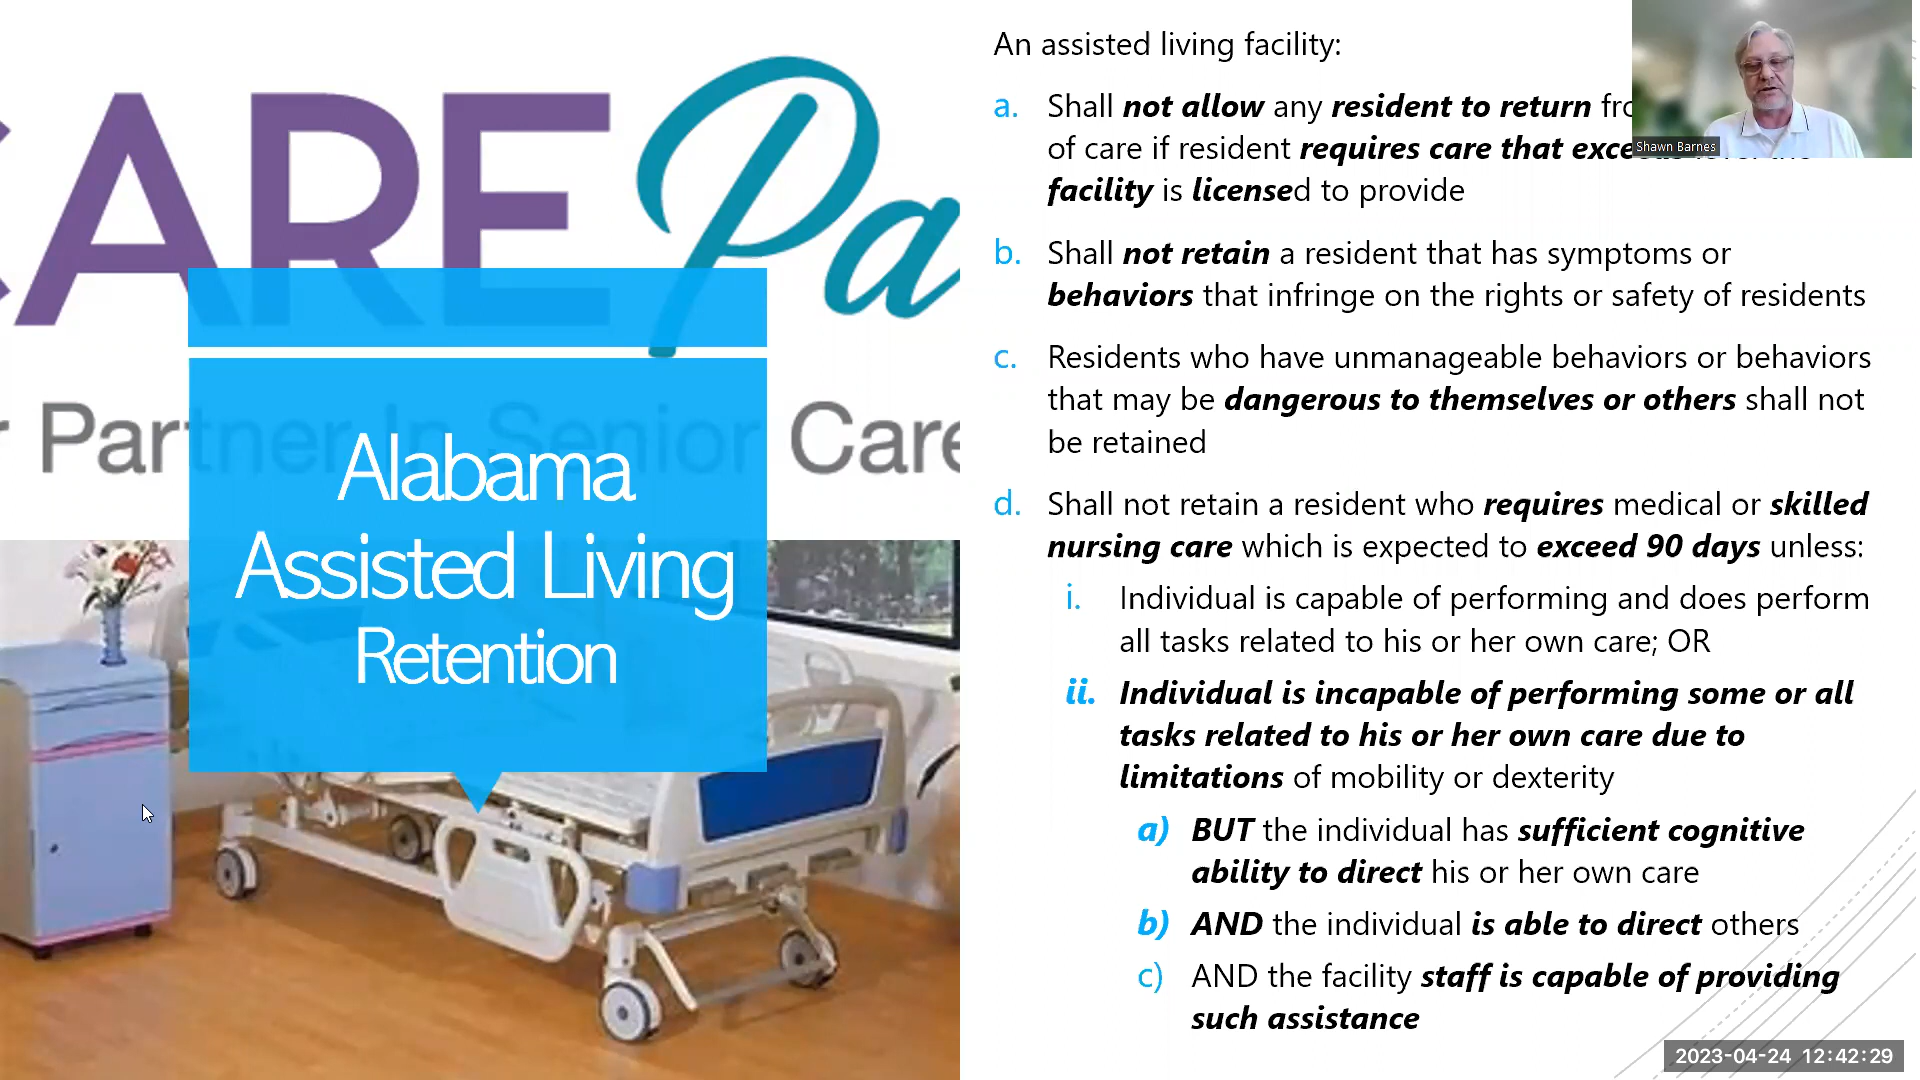 CARE Pa
r Partner In Senior Care
Alabama
Assisted Living
Retention
An assisted living facility:
a. Shall not allow any resident to return
of care if resident requires care that exceeds level the
facility is licensed to provide
b. Shall not retain a resident that has symptoms or
behaviors that infringe on the rights or safety of residents
c. Residents who have unmanageable behaviors or behaviors
that may be dangerous to themselves or others shall not
be retained
d. Shall not retain a resident who requires medical or skilled
nursing care which is expected to exceed 90 days unless:
i. Individual is capable of performing and does perform
all tasks related to his or her own care; OR
ii. Individual is incapable of performing some or all
tasks related to his or her own care due to
limitations of mobility or dexterity
a) BUT the individual has sufficient cognitive
ability to direct his or her own care
b) AND the individual is able to direct others
c) AND the facility staff is capable of providing
such assistance
Shawn Barnes
2023-04-24 12:42:29